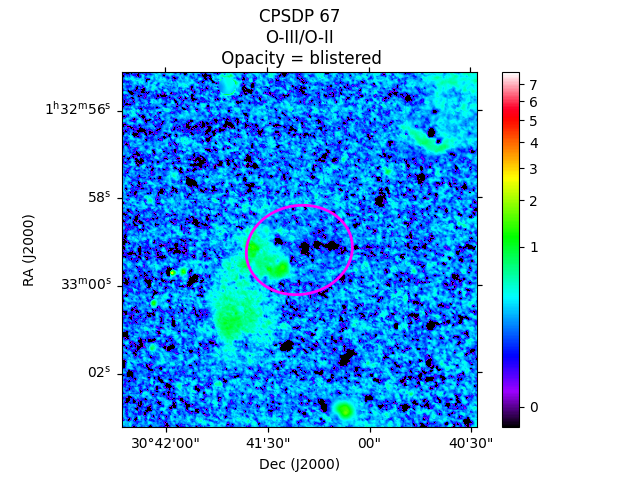 CPSDP 67
O-III/O-II
Opacity = blistered
1ʰ32ᵐ56ˢ
58ˢ
33ᵐ00ˢ
02ˢ
RA (J2000)
30°42'00"
41'30"
00"
40'30"
Dec (J2000)
7
6
5
4
3
2
1
0